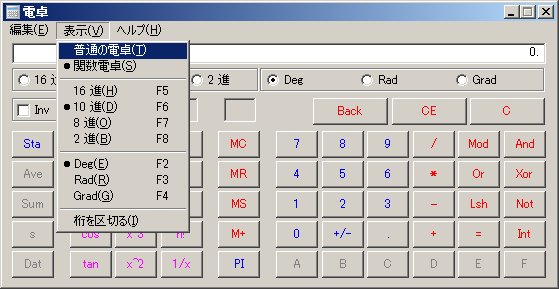 電卓
編集(E) 表示(V) ヘルプ(H)
0.
普通の電卓(T)
関数電卓(S)
16 進(H) F5
10 進(D) F6
8 進(O) F7
2 進(B) F8
Deg(E) F2
Rad(R) F3
Grad(G) F4
桁を区切る(I)
16 進 2 進 Deg Rad Grad
Inv Back CE C
Sta MC 7 8 9 / Mod And
Ave MR 4 5 6 * Or Xor
Sum MS 1 2 3 - Lsh Not
s cos x^3 n! M+ 0 +/- . + = Int
Dat tan x^2 1/x PI A B C D E F